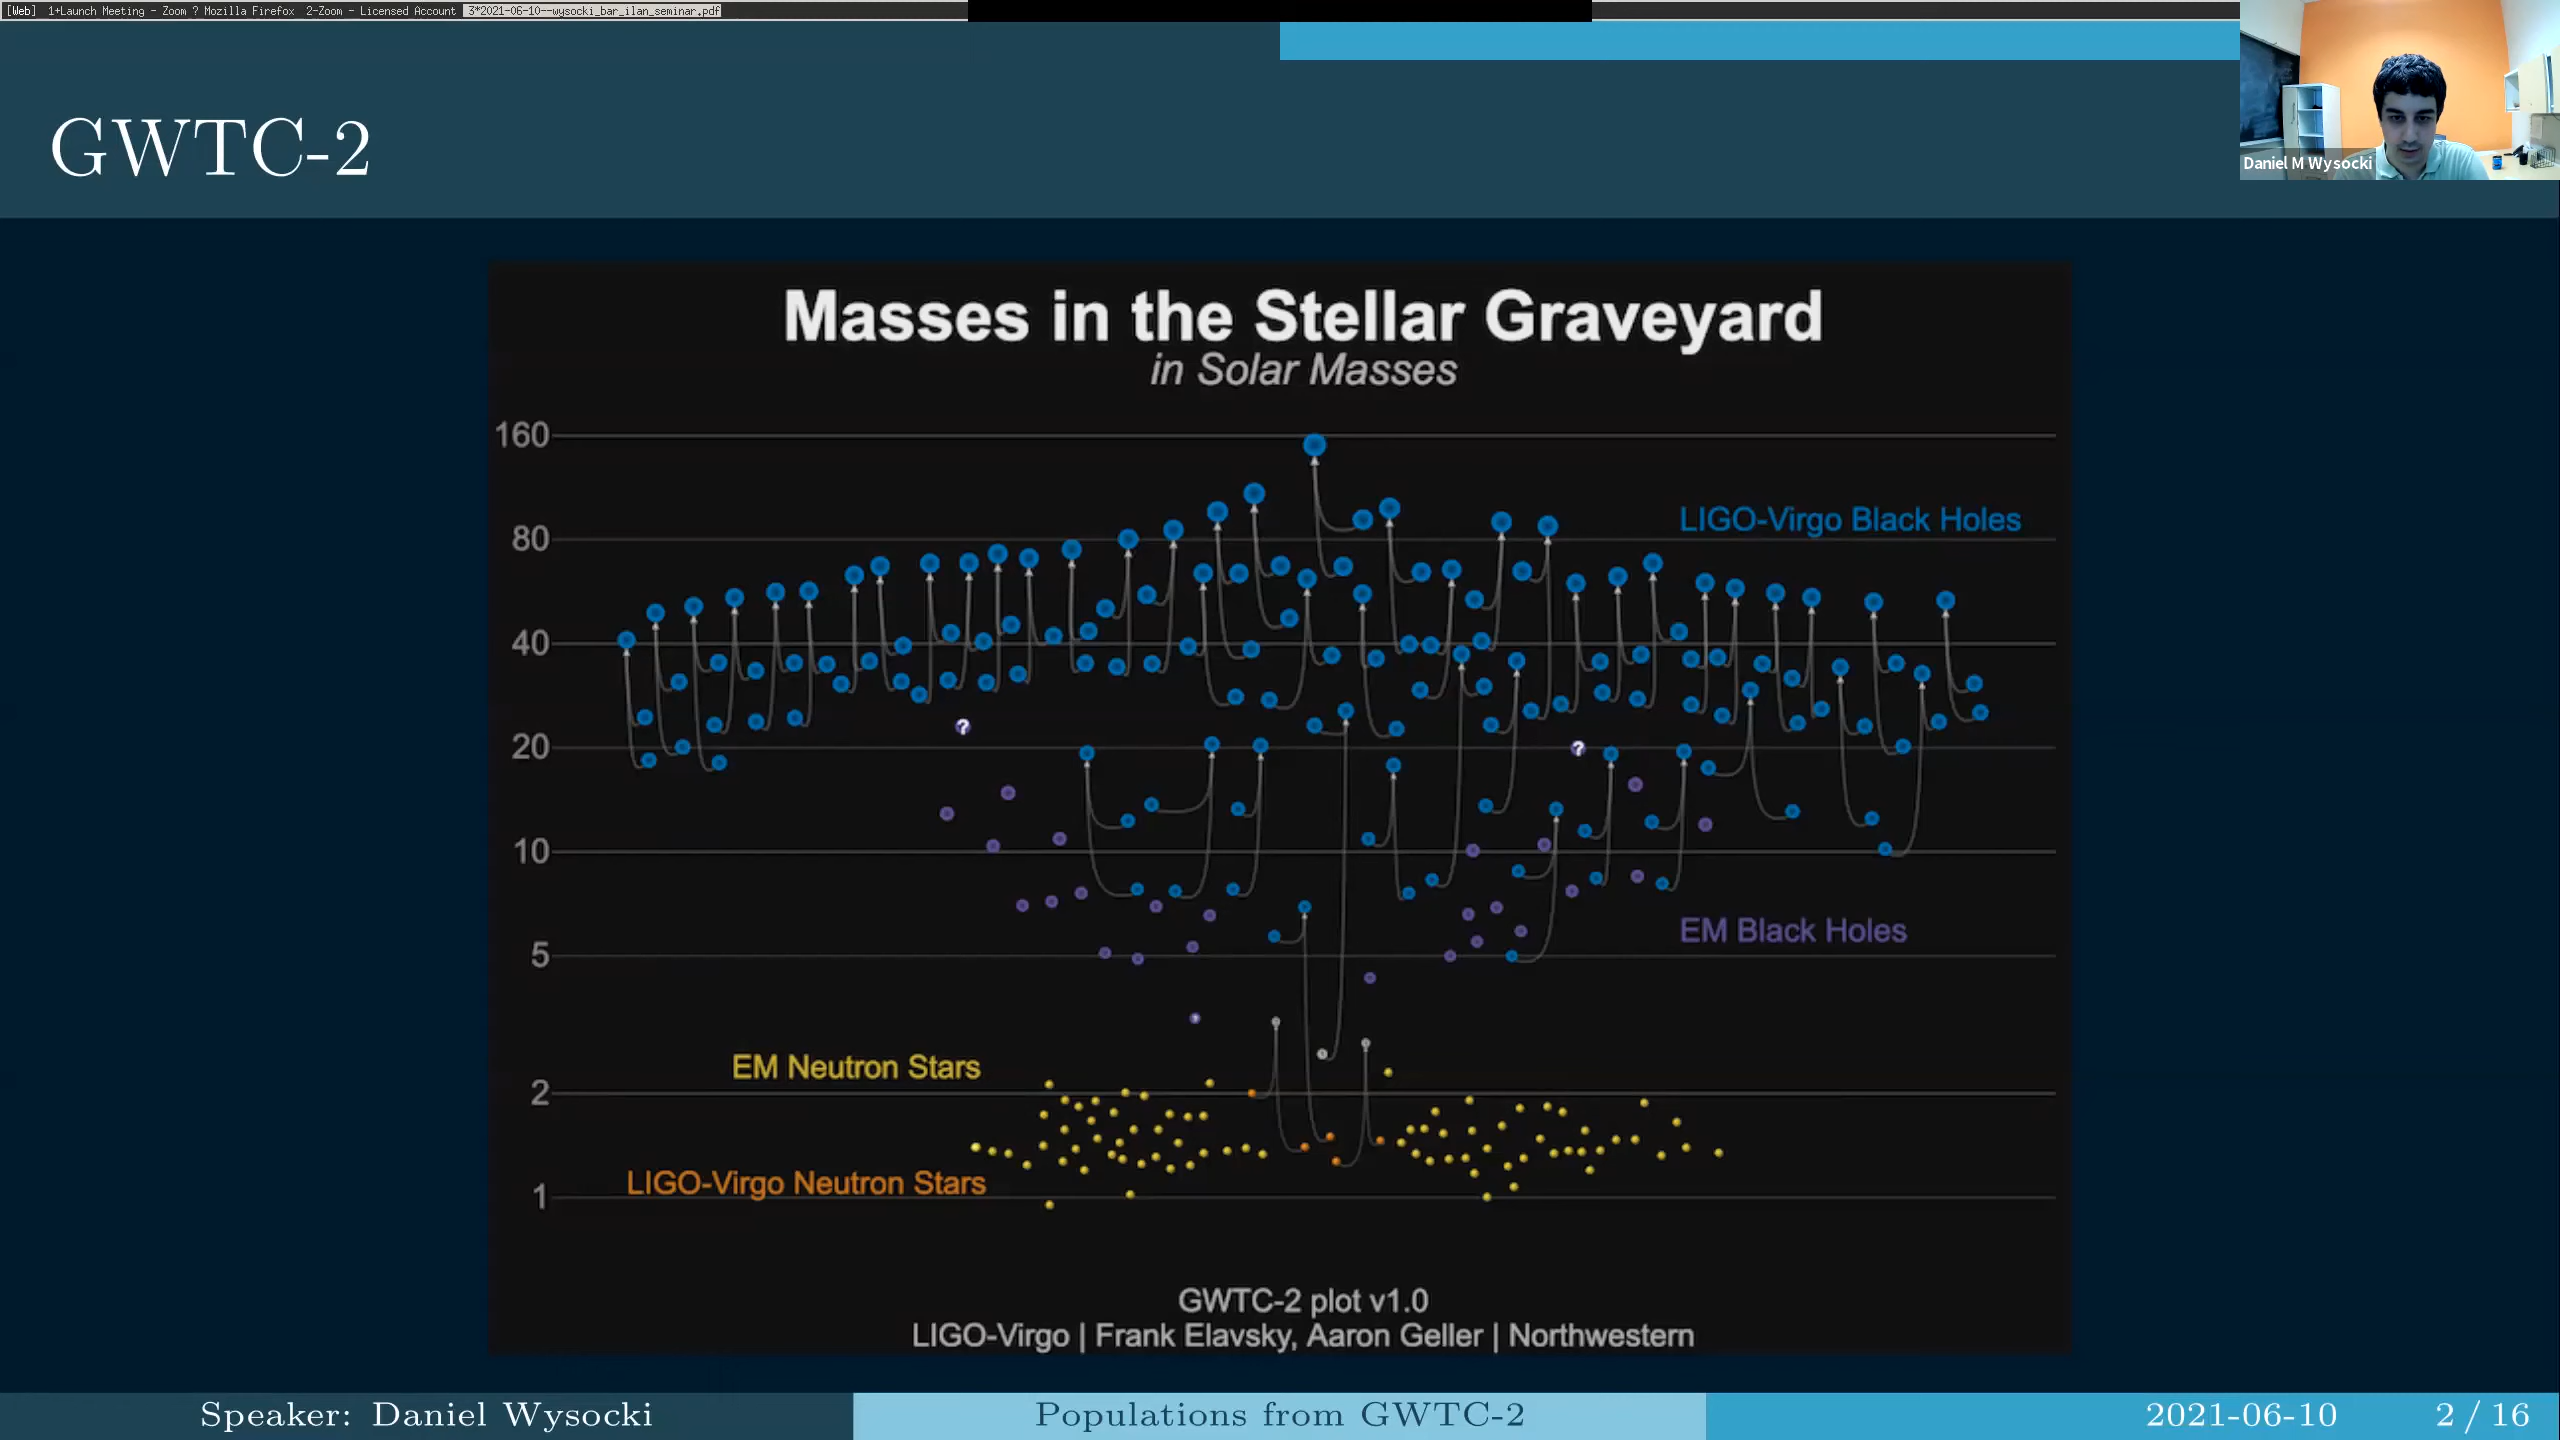 [Web] 1+Launch Meeting - Zoom ? Mozilla Firefox 2-Zoom - Licensed Account 3*2021-06-10--wysocki_bar_ilan_seminar.pdf
GWTC-2
Daniel M Wysocki
Masses in the Stellar Graveyard
in Solar Masses
160
LIGO-Virgo Black Holes
80
40
?
20
?
10
EM Black Holes
5
EM Neutron Stars
2
LIGO-Virgo Neutron Stars
1
GWTC-2 plot v1.0
LIGO-Virgo | Frank Elavsky, Aaron Geller | Northwestern
Speaker: Daniel Wysocki
Populations from GWTC-2
2021-06-10
2 / 16